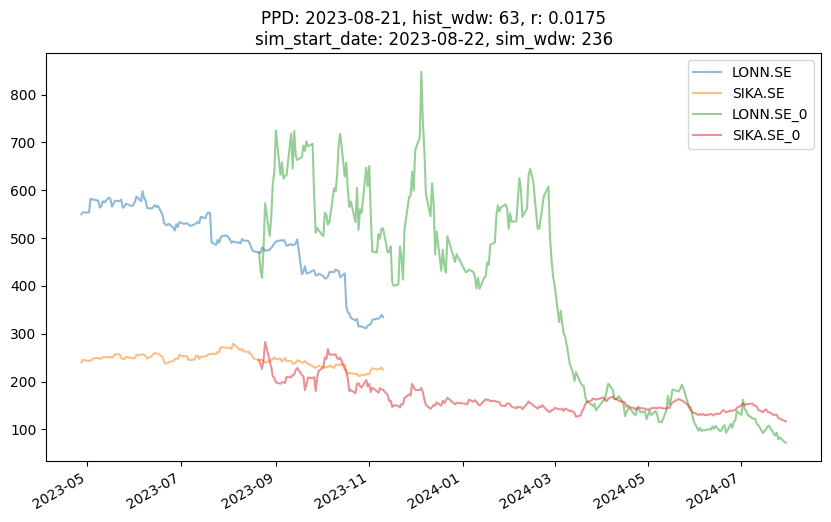 PPD: 2023-08-21, hist_wdw: 63, r: 0.0175
sim_start_date: 2023-08-22, sim_wdw: 236
LONN.SE
SIKA.SE
LONN.SE_0
SIKA.SE_0
800
700
600
500
400
300
200
100
2023-05
2023-07
2023-09
2023-11
2024-01
2024-03
2024-05
2024-07